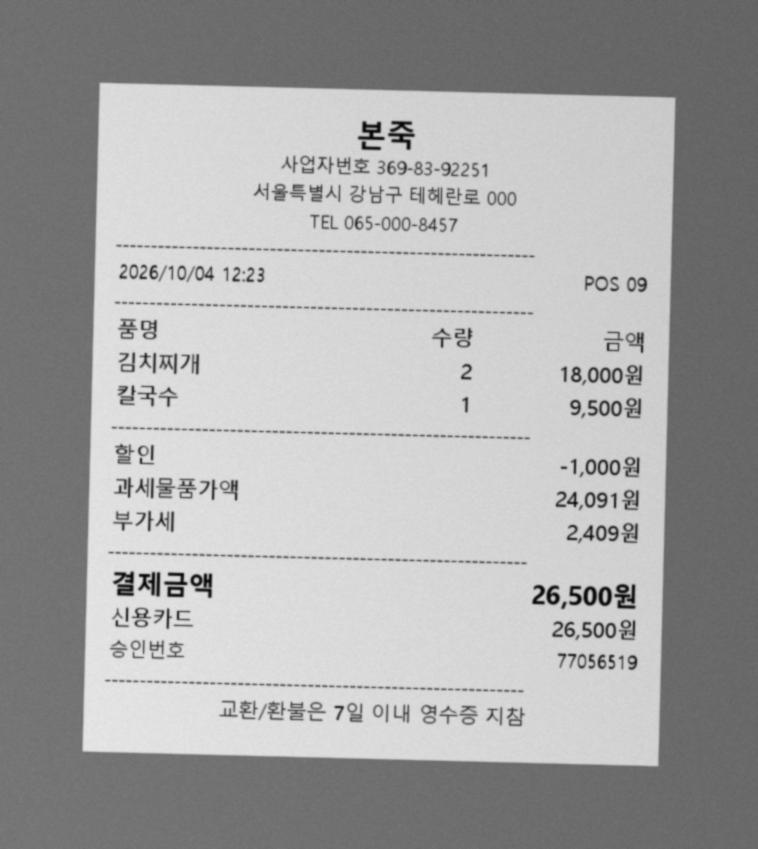 본죽
사업자번호 369-83-92251
서울특별시 강남구 테헤란로 000
TEL 065-000-8457
2026/10/04 12:23 POS 09
품명 수량 금액
김치찌개 2 18,000원
칼국수 1 9,500원
할인 -1,000원
과세물품가액 24,091원
부가세 2,409원
결제금액 26,500원
신용카드 26,500원
승인번호 77056519
교환/환불은 7일 이내 영수증 지참